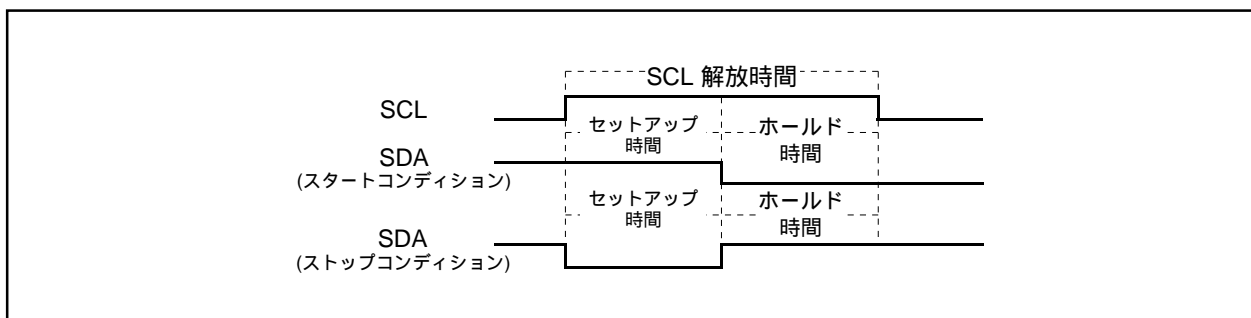 SCL 解放時間
SCL
セットアップ
時間
ホールド
時間
SDA
(スタートコンディション)
セットアップ
時間
ホールド
時間
SDA
(ストップコンディション)